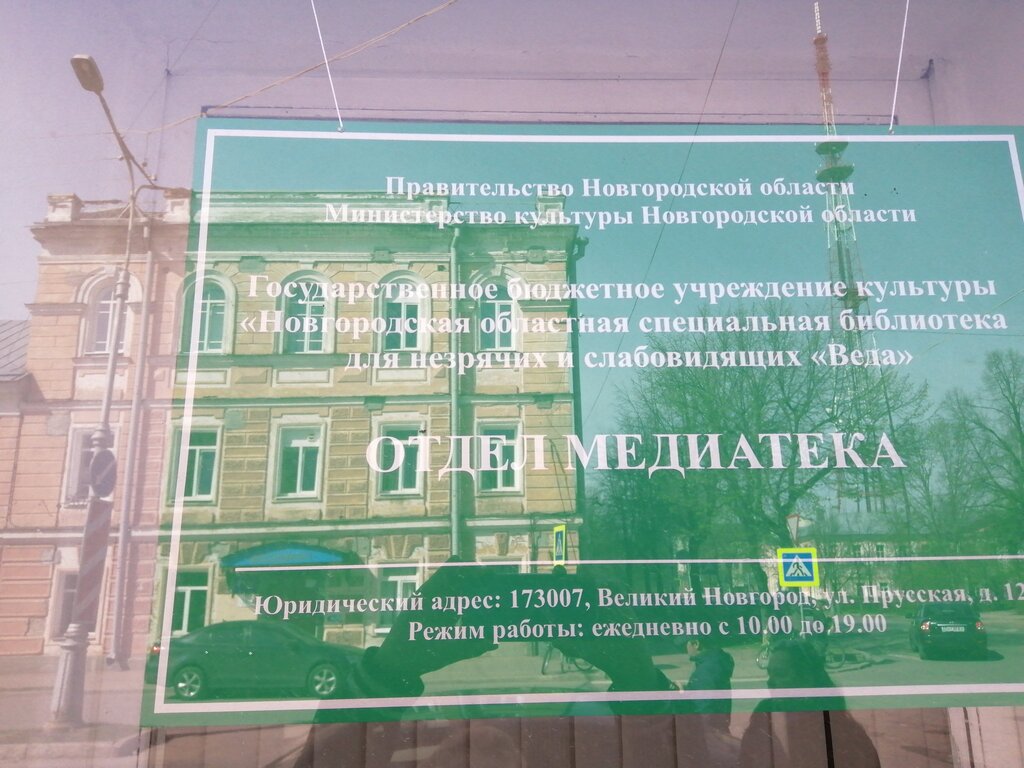 Правительство Новгородской области
Министерство культуры Новгородской области
Государственное бюджетное учреждение культуры
«Новгородская областная специальная библиотека
для незрячих и слабовидящих «Веда»
ОТДЕЛ МЕДИАТЕКА
Юридический адрес: 173007, Великий Новгород, ул. Прусская, д. 12
Режим работы: ежедневно с 10.00 до 19.00